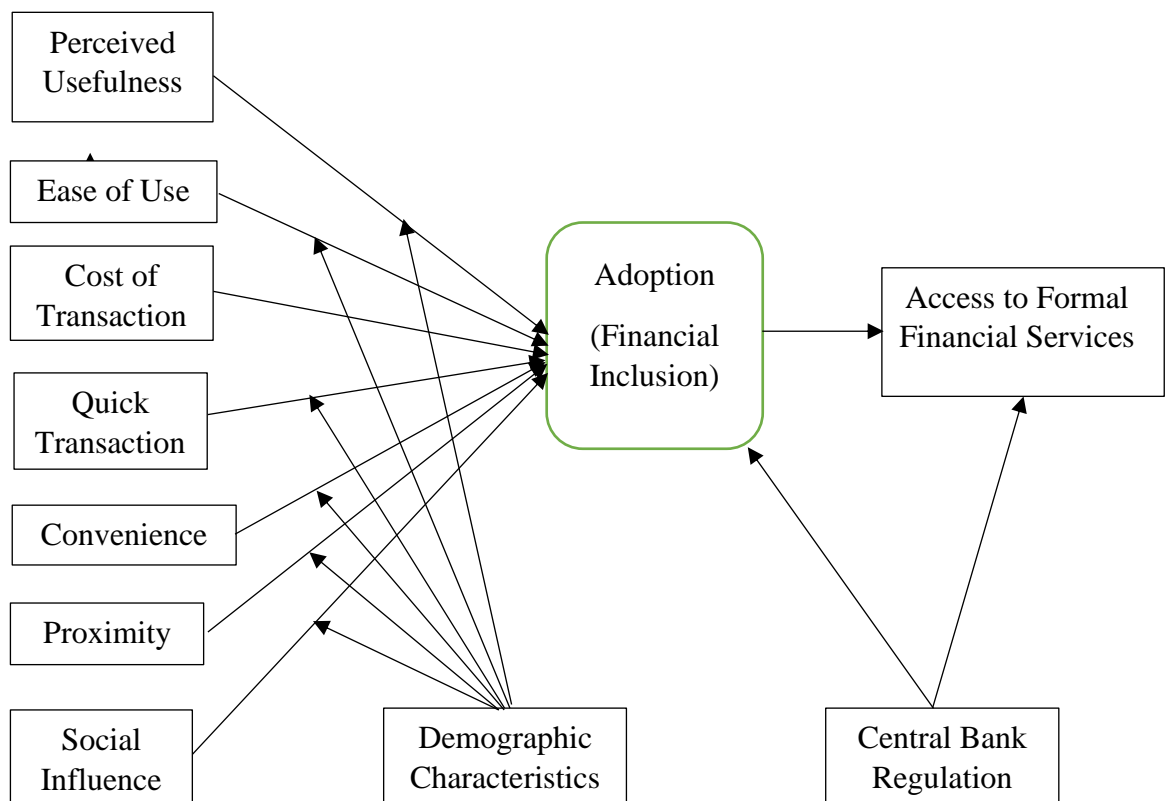 Perceived
Usefulness
Ease of Use
Cost of
Transaction
Quick
Transaction
Convenience
Proximity
Social
Influence
Adoption
(Financial
Inclusion)
Access to Formal
Financial Services
Demographic
Characteristics
Central Bank
Regulation